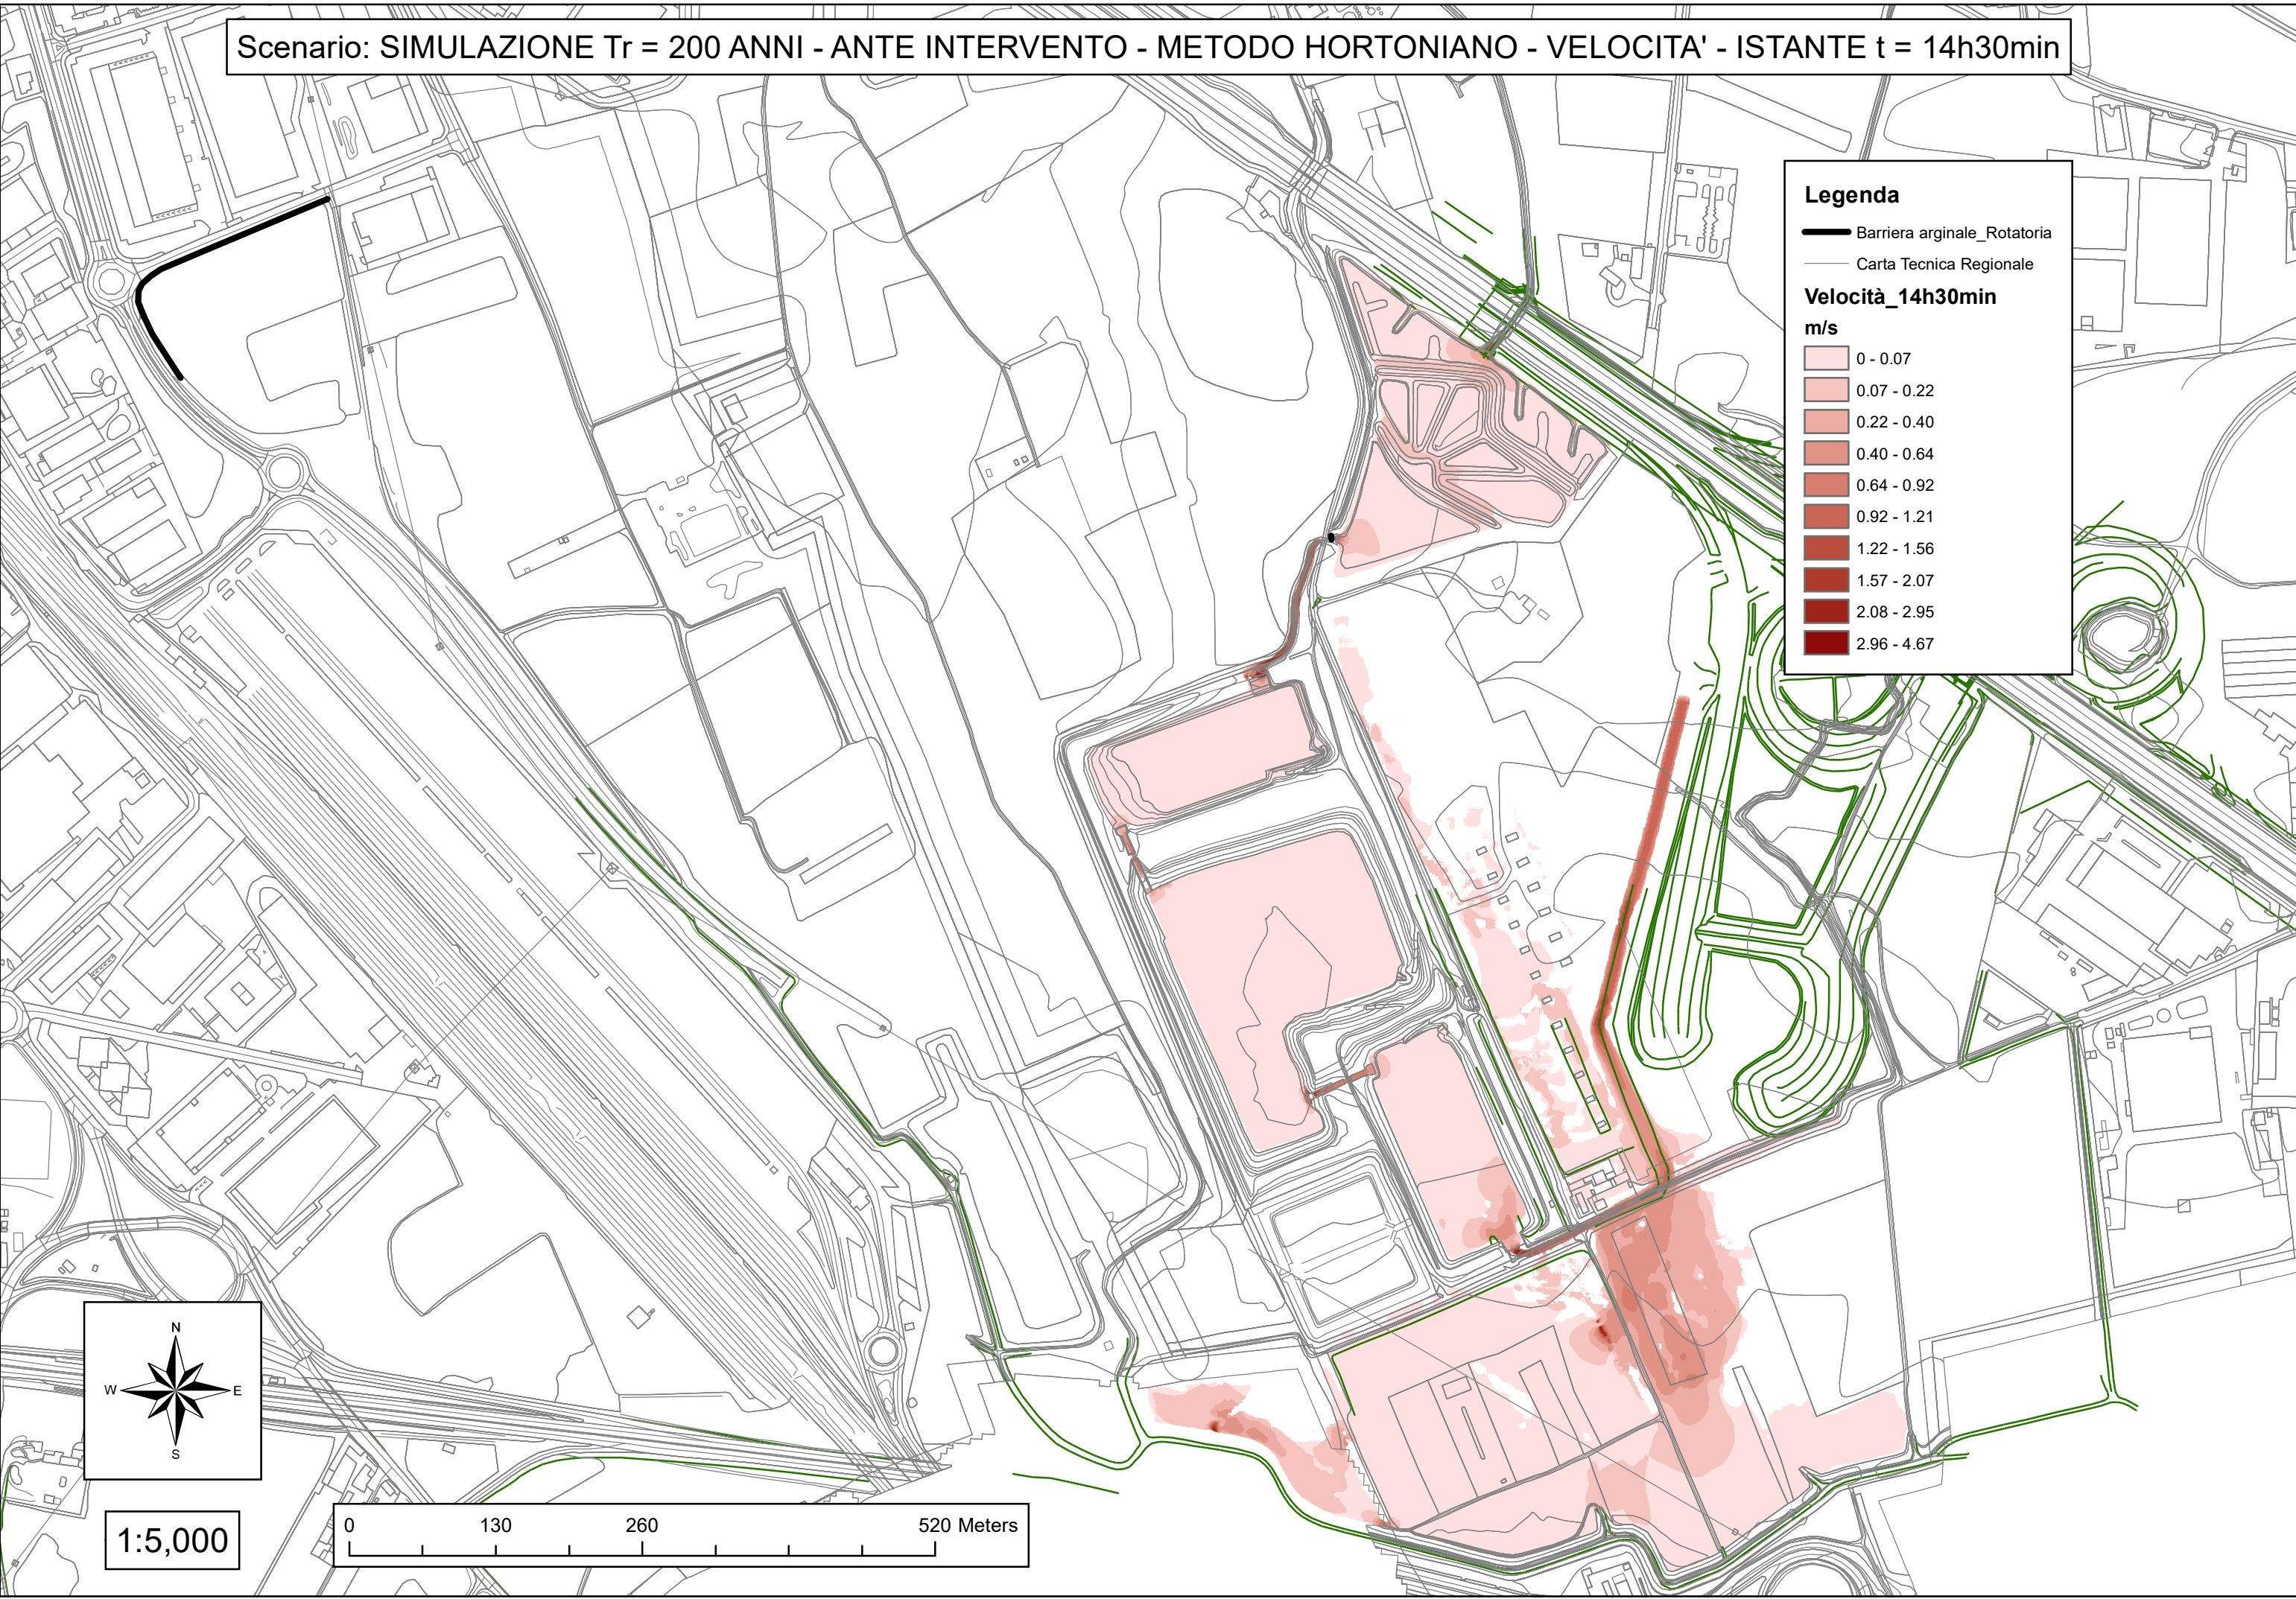 Scenario: SIMULAZIONE Tr = 200 ANNI - ANTE INTERVENTO - METODO HORTONIANO - VELOCITA' - ISTANTE t = 14h30min
Legenda
Barriera arginale_Rotatoria
Carta Tecnica Regionale
Velocità_14h30min
m/s
0 - 0.07
0.07 - 0.22
0.22 - 0.40
0.40 - 0.64
0.64 - 0.92
0.92 - 1.21
1.22 - 1.56
1.57 - 2.07
2.08 - 2.95
2.96 - 4.67
N
W E
S
1:5,000
0 130 260 520 Meters